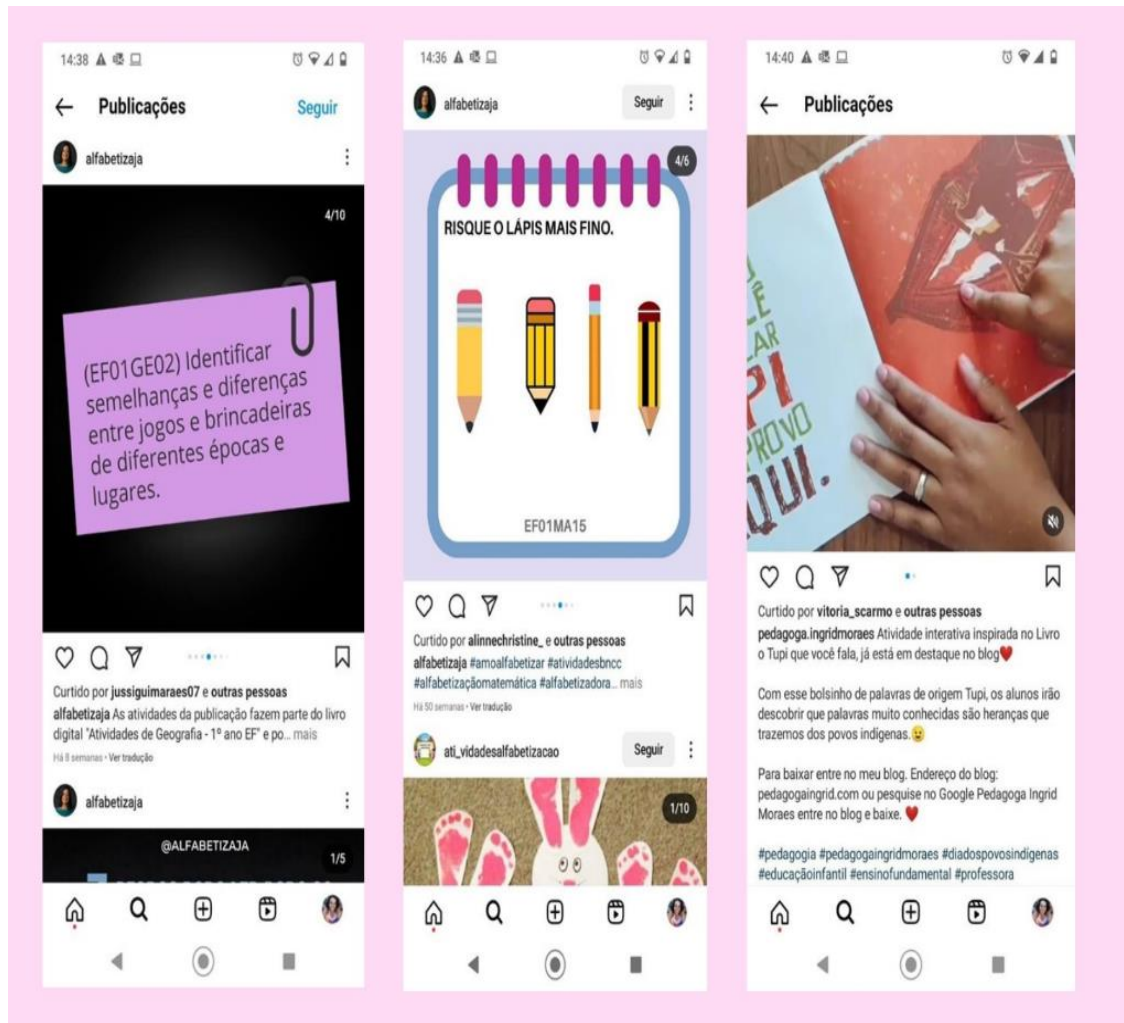 14:38
Publicações Seguir
alfabetizaja
4/10
(EF01GE02) Identificar
semelhanças e diferenças
entre jogos e brincadeiras
de diferentes épocas e
lugares.
Curtido por jussiguimaraes07 e outras pessoas
alfabetizaja As atividades da publicação fazem parte do livro
digital "Atividades de Geografia - 1º ano EF" e po... mais
Há 8 semanas • Ver tradução
alfabetizaja
@ALFABETIZAJA
1/5
14:36
alfabetizaja Seguir
4/6
RISQUE O LÁPIS MAIS FINO.
EF01MA15
Curtido por alinnechristine_ e outras pessoas
alfabetizaja #amoalfabetizar #atividadesbncc
#alfabetizaçãomatemática #alfabetizadora... mais
Há 50 semanas • Ver tradução
ati_vidadesalfabetizacao Seguir
1/10
14:40
Publicações
Curtido por vitoria_scarmo e outras pessoas
pedagoga.ingridmoraes Atividade interativa inspirada no Livro
o Tupi que você fala, já está em destaque no blog❤️
Com esse bolsinho de palavras de origem Tupi, os alunos irão
descobrir que palavras muito conhecidas são heranças que
trazemos dos povos indígenas.😉
Para baixar entre no meu blog. Endereço do blog:
pedagogaingrid.com ou pesquise no Google Pedagoga Ingrid
Moraes entre no blog e baixe. ❤️
#pedagogia #pedagogaingridmoraes #diadospovosindígenas
#educaçãoinfantil #ensinofundamental #professora